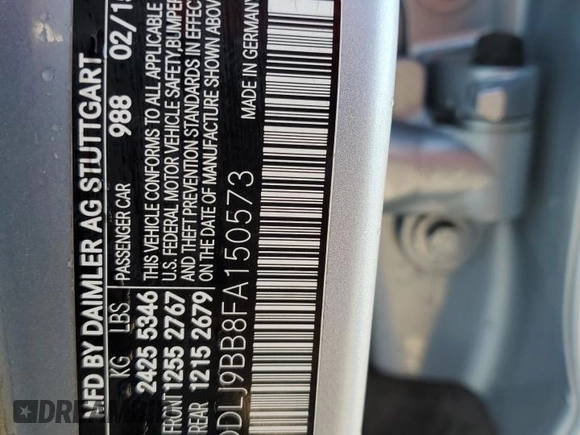 MFD BY DAIMLER AG STUTTGART
PASSENGER CAR 988 02/1
KG LBS
2425 5346
FRONT 1255 2767
REAR 1215 2679
THIS VEHICLE CONFORMS TO ALL APPLICABLE
U.S. FEDERAL MOTOR VEHICLE SAFETY, BUMPER
AND THEFT PREVENTION STANDARDS IN EFFECT
ON THE DATE OF MANUFACTURE SHOWN ABOVE
MADE IN GERMANY
DDLJ9BB8FA150573